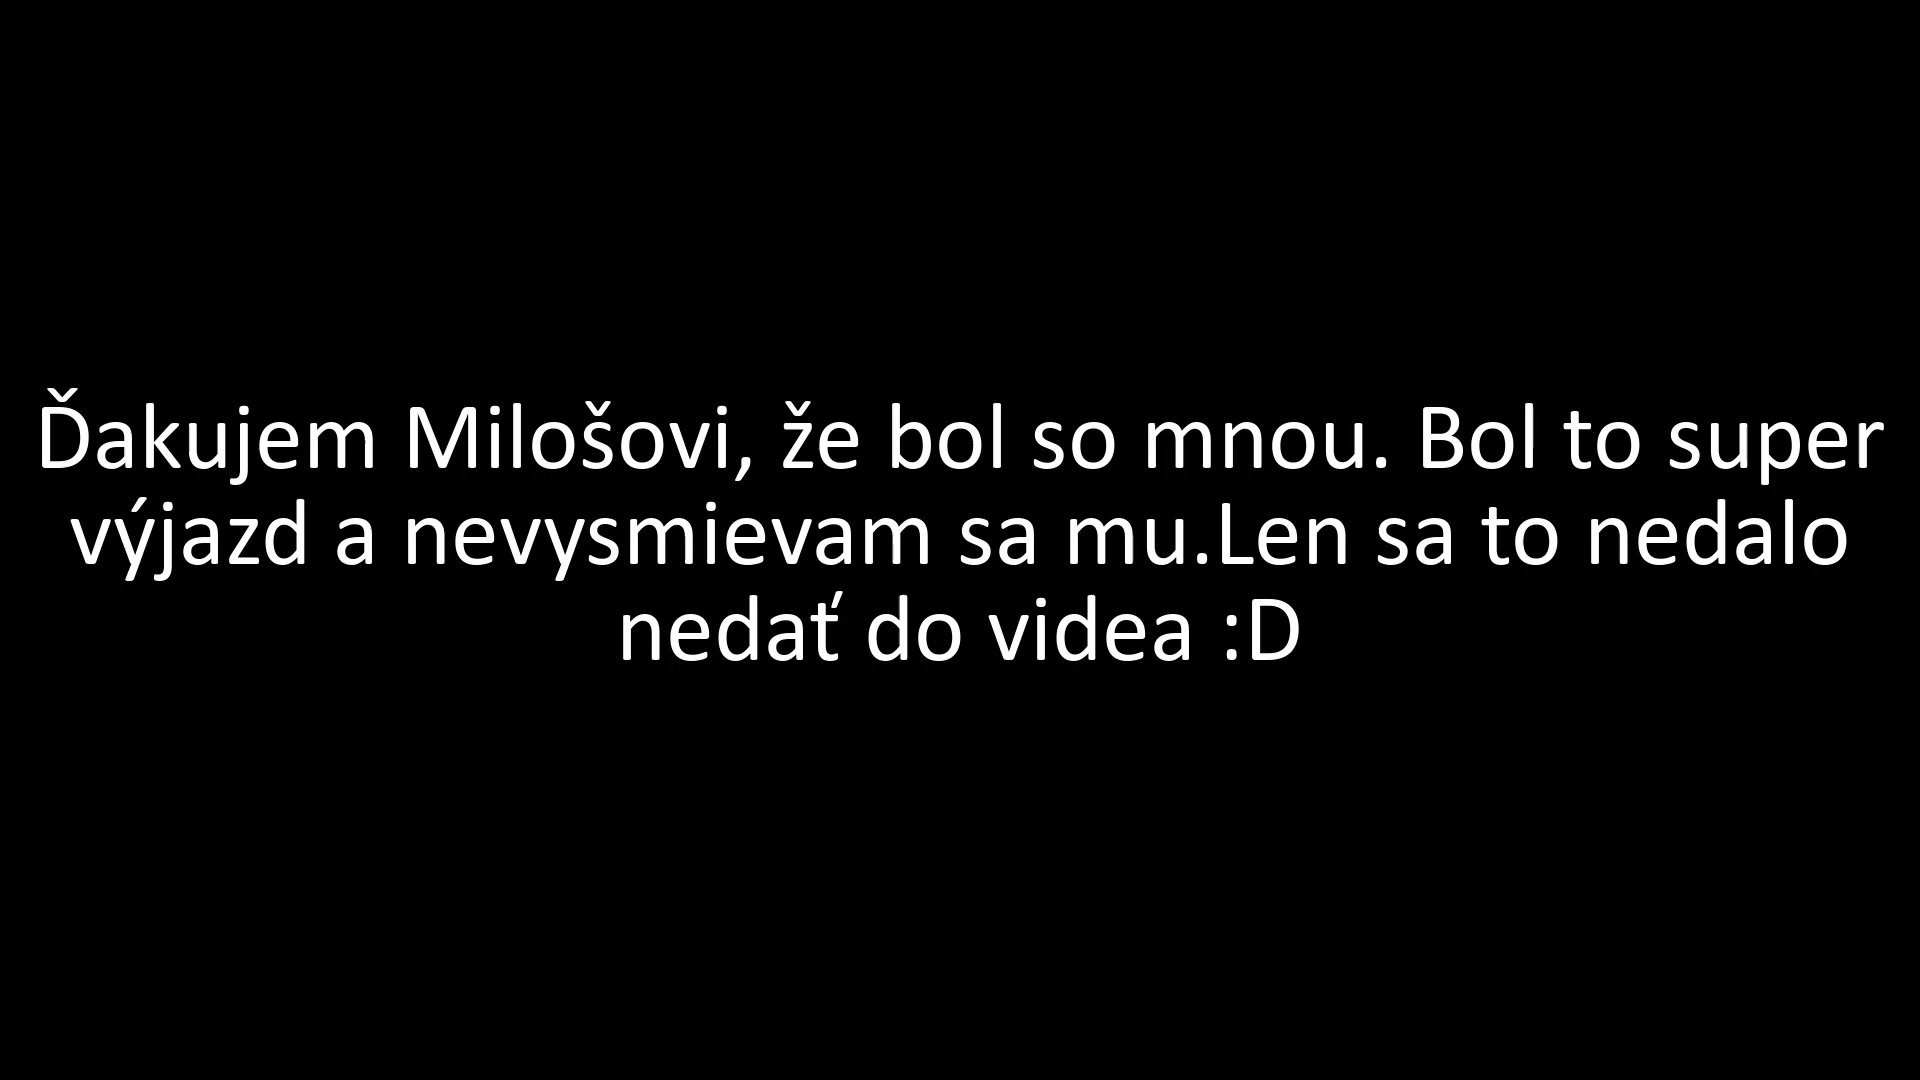 Ďakujem Milošovi, že bol so mnou. Bol to super
výjazd a nevysmievam sa mu.Len sa to nedalo
nedať do videa :D